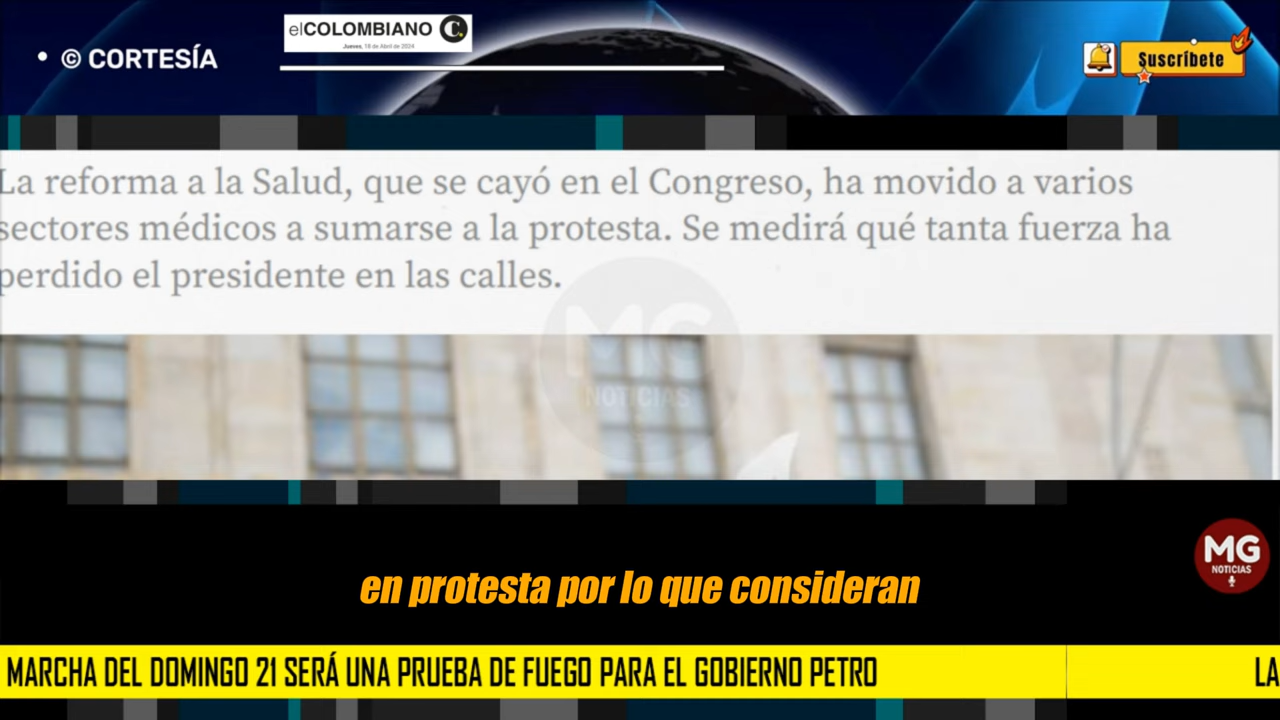 • © CORTESÍA
elCOLOMBIANO C
Jueves, 18 de Abril de 2024
Suscríbete
La reforma a la Salud, que se cayó en el Congreso, ha movido a varios
sectores médicos a sumarse a la protesta. Se medirá qué tanta fuerza ha
perdido el presidente en las calles.
MG
NOTICIAS
MG
NOTICIAS
en protesta por lo que consideran
MARCHA DEL DOMINGO 21 SERÁ UNA PRUEBA DE FUEGO PARA EL GOBIERNO PETRO
LA